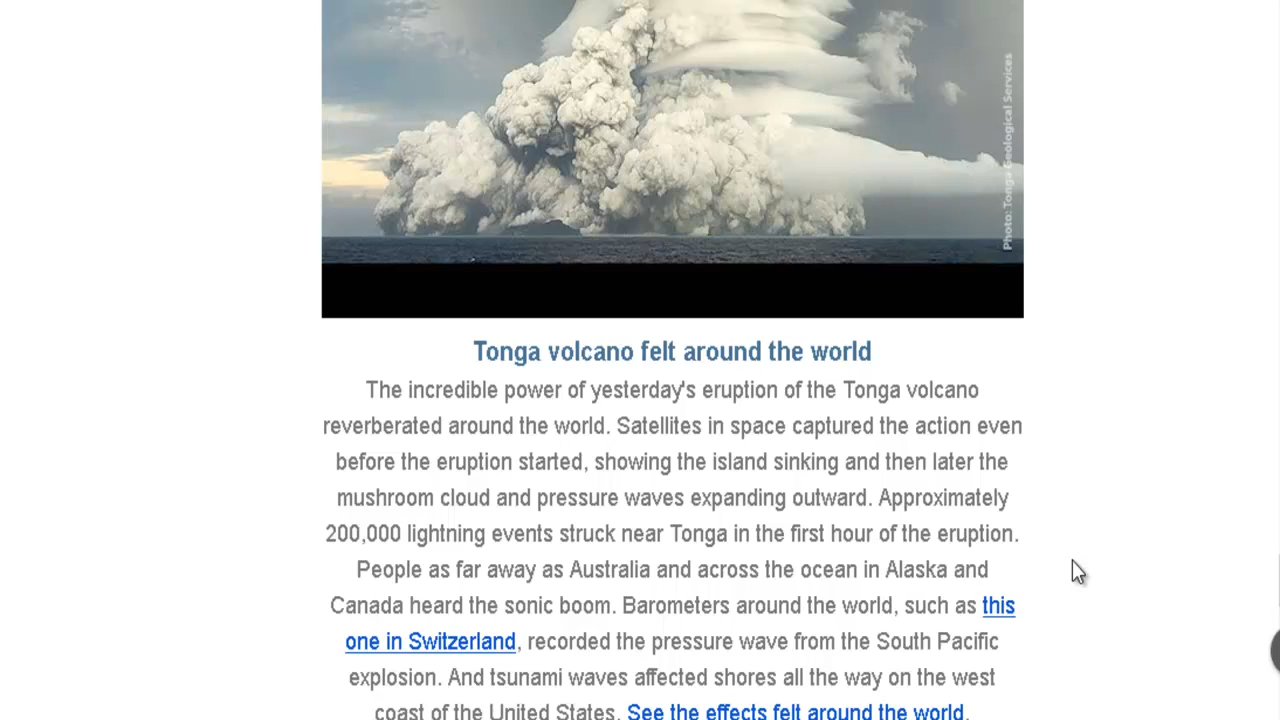 Photo: Tonga Geological Services
Tonga volcano felt around the world
The incredible power of yesterday's eruption of the Tonga volcano
reverberated around the world. Satellites in space captured the action even
before the eruption started, showing the island sinking and then later the
mushroom cloud and pressure waves expanding outward. Approximately
200,000 lightning events struck near Tonga in the first hour of the eruption.
People as far away as Australia and across the ocean in Alaska and
Canada heard the sonic boom. Barometers around the world, such as this
one in Switzerland, recorded the pressure wave from the South Pacific
explosion. And tsunami waves affected shores all the way on the west
coast of the United States. See the effects felt around the world.